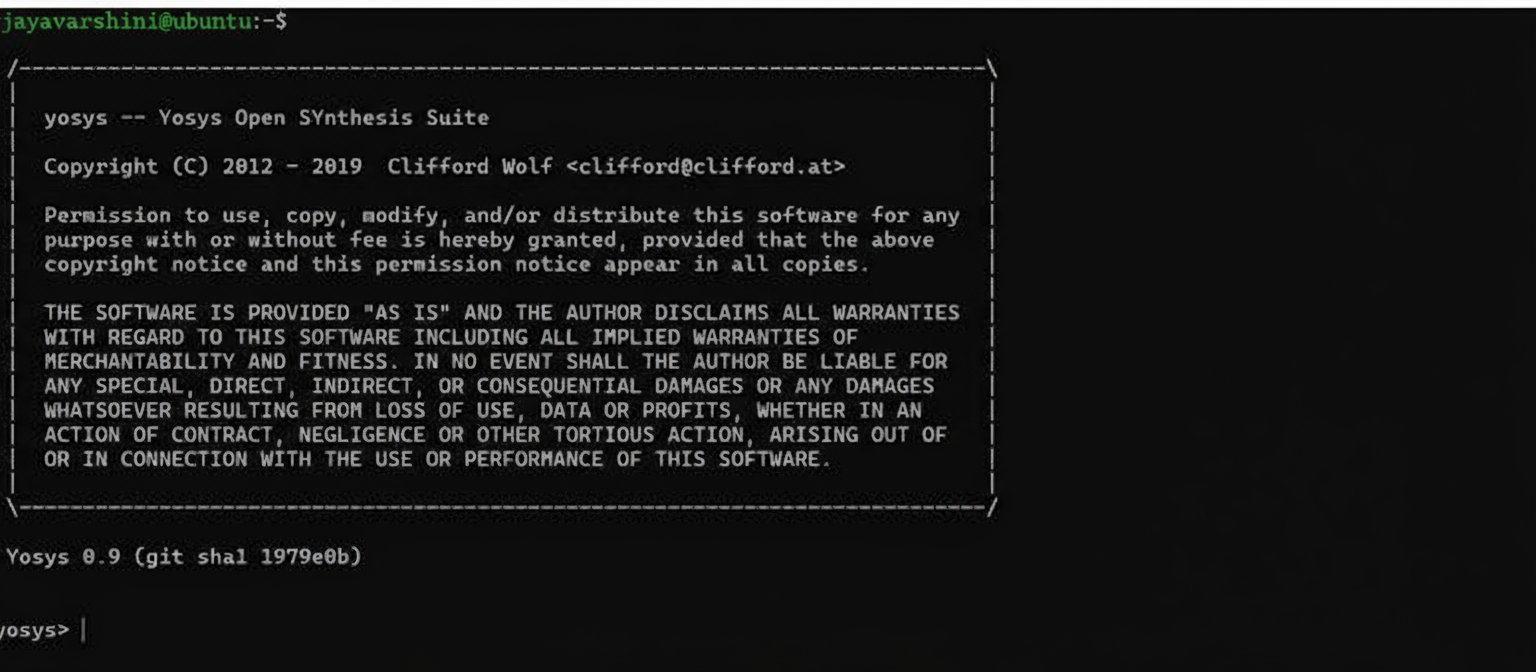 jayavarshini@ubuntu:~$
/----------------------------------------------------------------------------\
yosys -- Yosys Open SYnthesis Suite
Copyright (C) 2012 - 2019  Clifford Wolf <clifford@clifford.at>
Permission to use, copy, modify, and/or distribute this software for any
purpose with or without fee is hereby granted, provided that the above
copyright notice and this permission notice appear in all copies.
THE SOFTWARE IS PROVIDED "AS IS" AND THE AUTHOR DISCLAIMS ALL WARRANTIES
WITH REGARD TO THIS SOFTWARE INCLUDING ALL IMPLIED WARRANTIES OF
MERCHANTABILITY AND FITNESS. IN NO EVENT SHALL THE AUTHOR BE LIABLE FOR
ANY SPECIAL, DIRECT, INDIRECT, OR CONSEQUENTIAL DAMAGES OR ANY DAMAGES
WHATSOEVER RESULTING FROM LOSS OF USE, DATA OR PROFITS, WHETHER IN AN
ACTION OF CONTRACT, NEGLIGENCE OR OTHER TORTIOUS ACTION, ARISING OUT OF
OR IN CONNECTION WITH THE USE OR PERFORMANCE OF THIS SOFTWARE.
\----------------------------------------------------------------------------/
Yosys 0.9 (git sha1 1979e0b)
yosys>